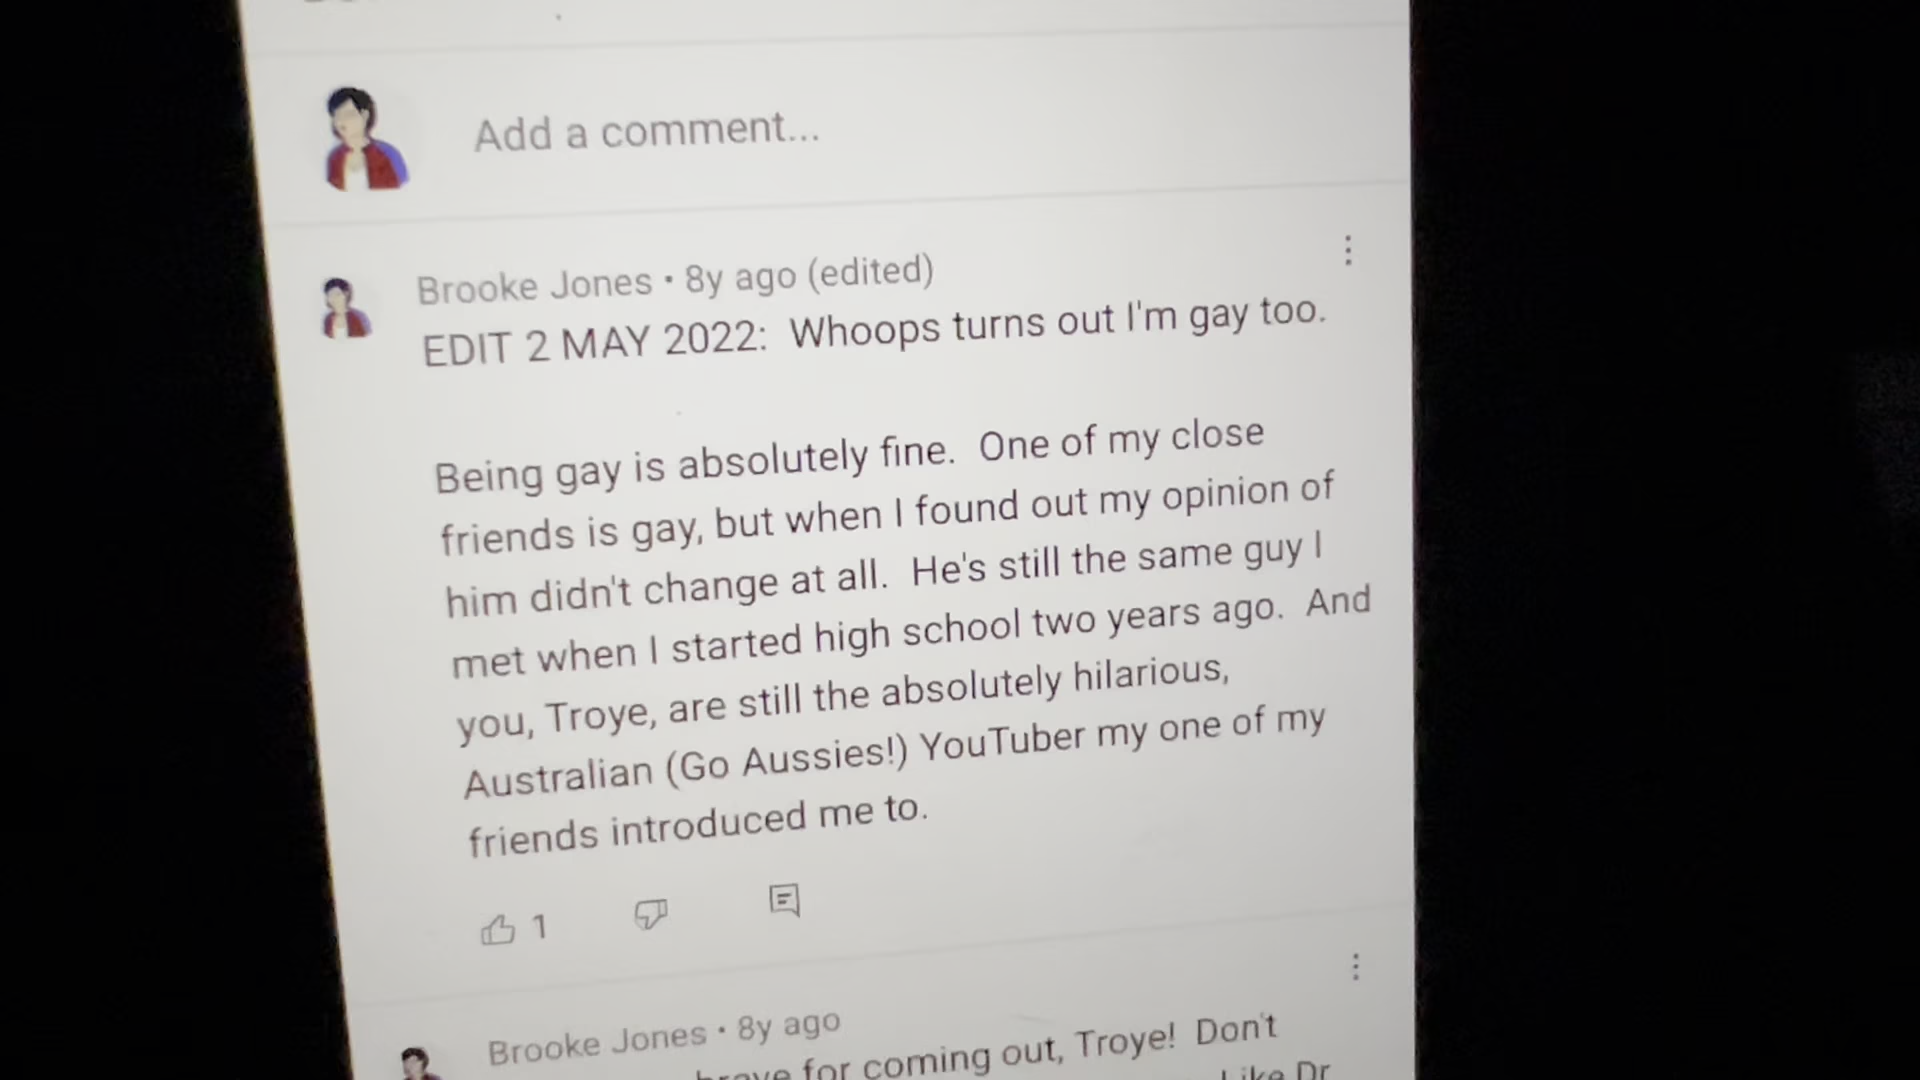 Add a comment...
Brooke Jones • 8y ago (edited)
EDIT 2 MAY 2022:  Whoops turns out I'm gay too.
Being gay is absolutely fine.  One of my close
friends is gay, but when I found out my opinion of
him didn't change at all.  He's still the same guy I
met when I started high school two years ago.  And
you, Troye, are still the absolutely hilarious,
Australian (Go Aussies!) YouTuber my one of my
friends introduced me to.
1
Brooke Jones • 8y ago
brave for coming out, Troye!  Don't
Like Dr